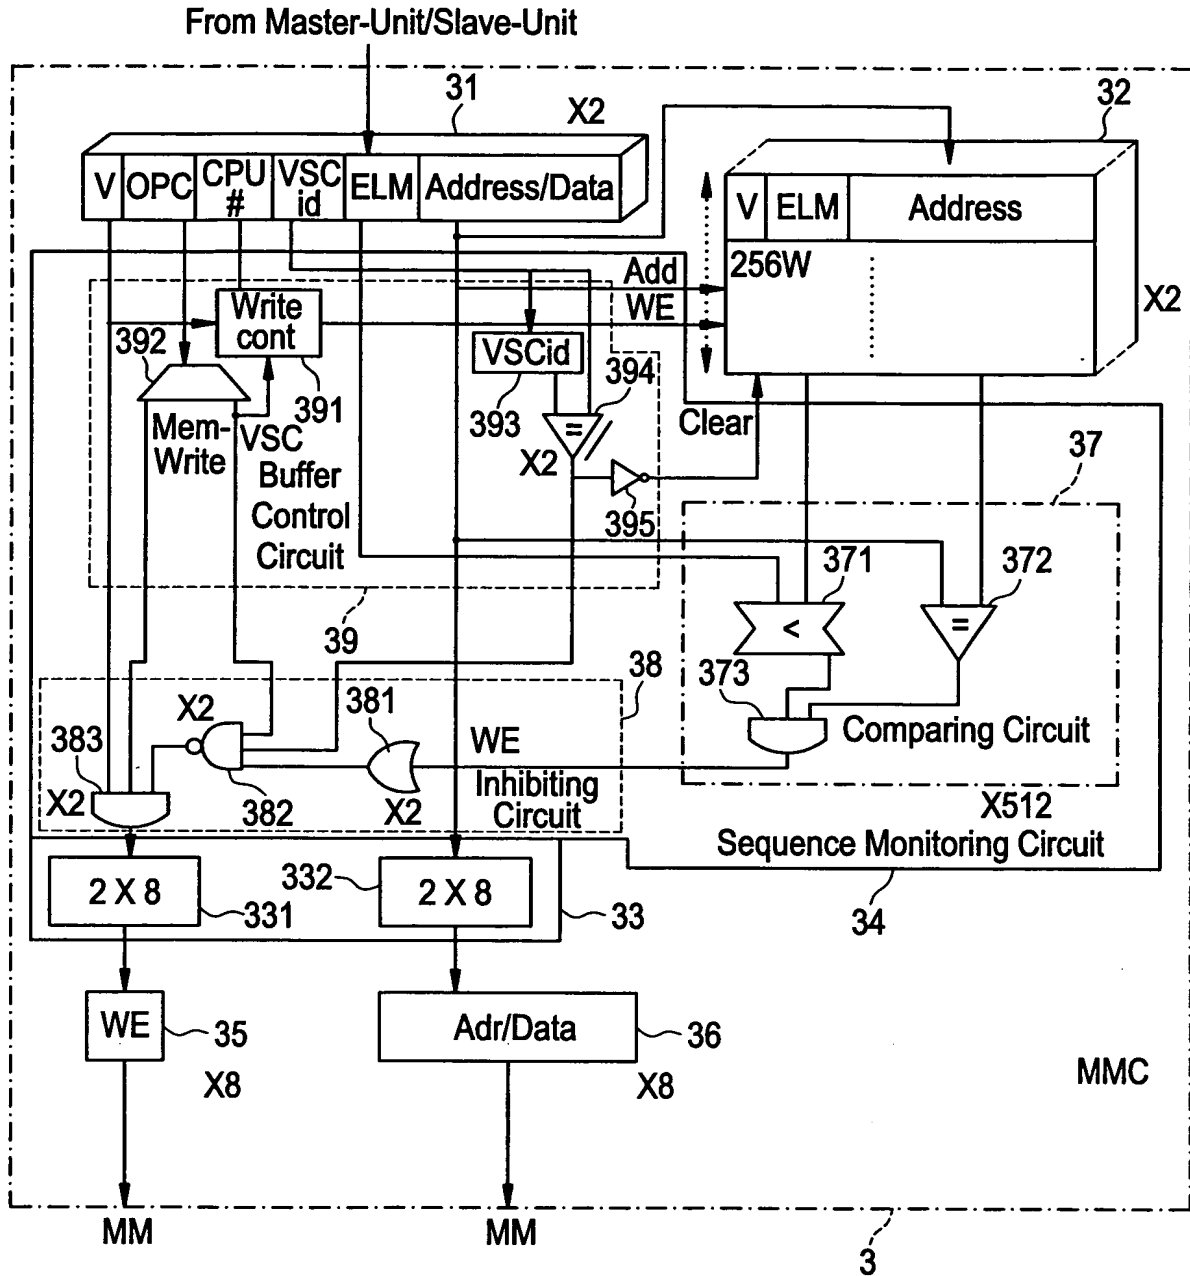 From Master-Unit/Slave-Unit
31
X2
32
V
OPC
CPU
#
VSC
id
ELM
Address/Data
V
ELM
Address
256W
X2
Add
WE
Write
cont
392
391
VSCid
393
394
=
X2
395
Clear
Mem-
Write
VSC
Buffer
Control
Circuit
39
37
371
<
372
=
373
Comparing Circuit
X512
Sequence Monitoring Circuit
34
38
X2
381
WE
Inhibiting
Circuit
X2
382
383
X2
2 X 8
331
332
2 X 8
33
WE
35
X8
Adr/Data
36
X8
MMC
MM
MM
3